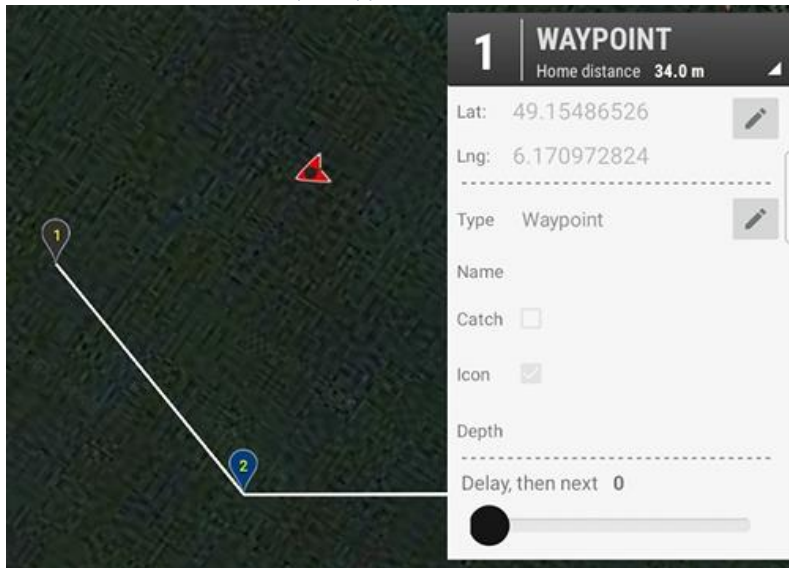 1
WAYPOINT
Home distance 34.0 m
Lat: 49.15486526
Lng: 6.170972824
Type Waypoint
Name
Catch
Icon
Depth
Delay, then next 0
1
2